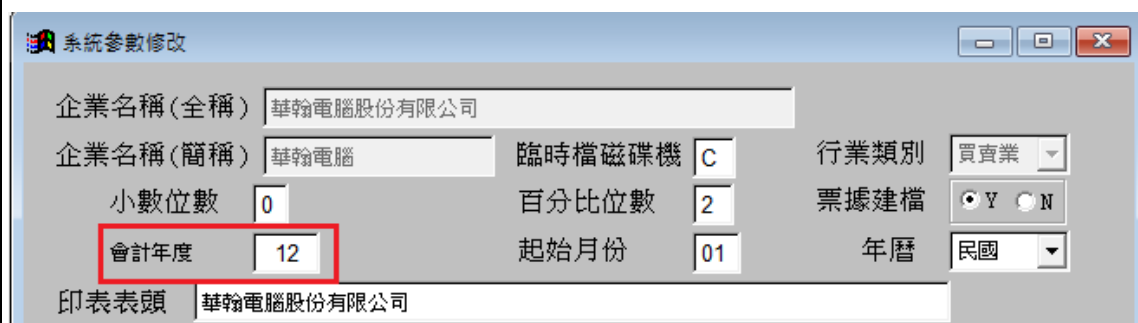 系統參數修改
企業名稱(全稱) 華翰電腦股份有限公司
企業名稱(簡稱) 華翰電腦 臨時檔磁碟機 C 行業類別 買賣業
小數位數 0 百分比位數 2 票據建檔 Y N
會計年度 12 起始月份 01 年曆 民國
印表表頭 華翰電腦股份有限公司